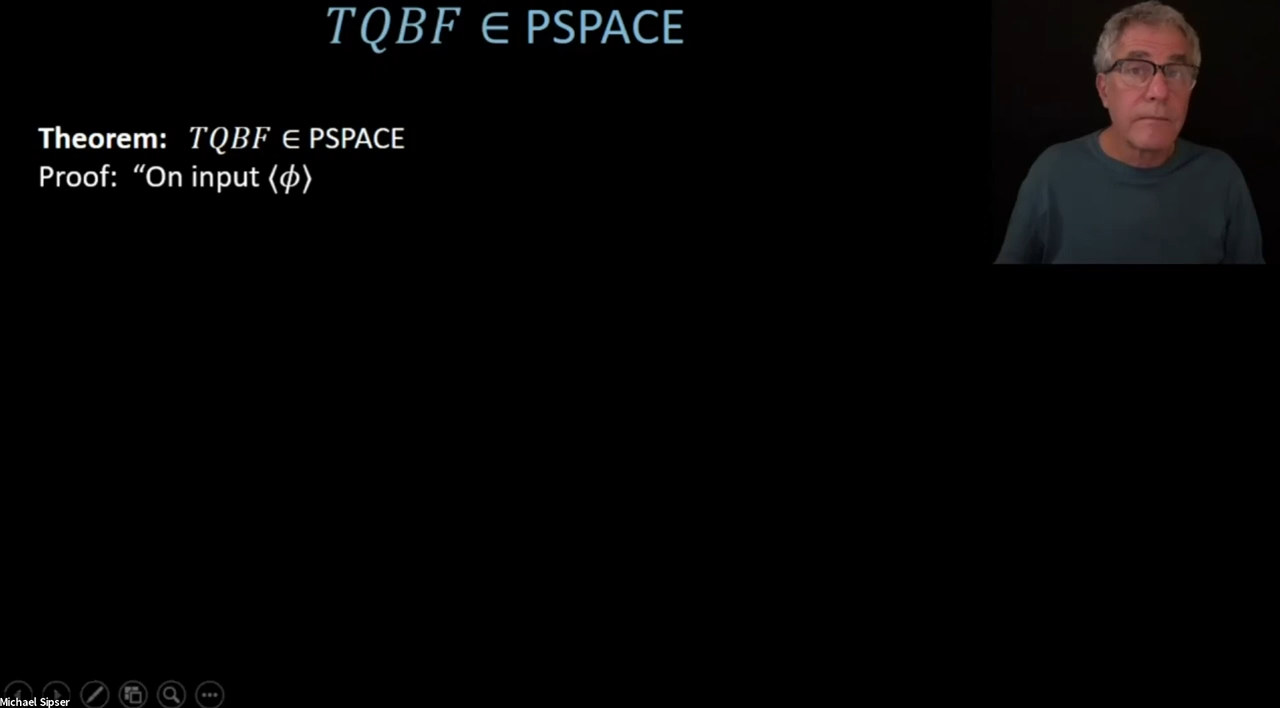 TQBF ∈ PSPACE
Theorem: TQBF ∈ PSPACE
Proof: “On input ⟨ϕ⟩
Michael Sipser